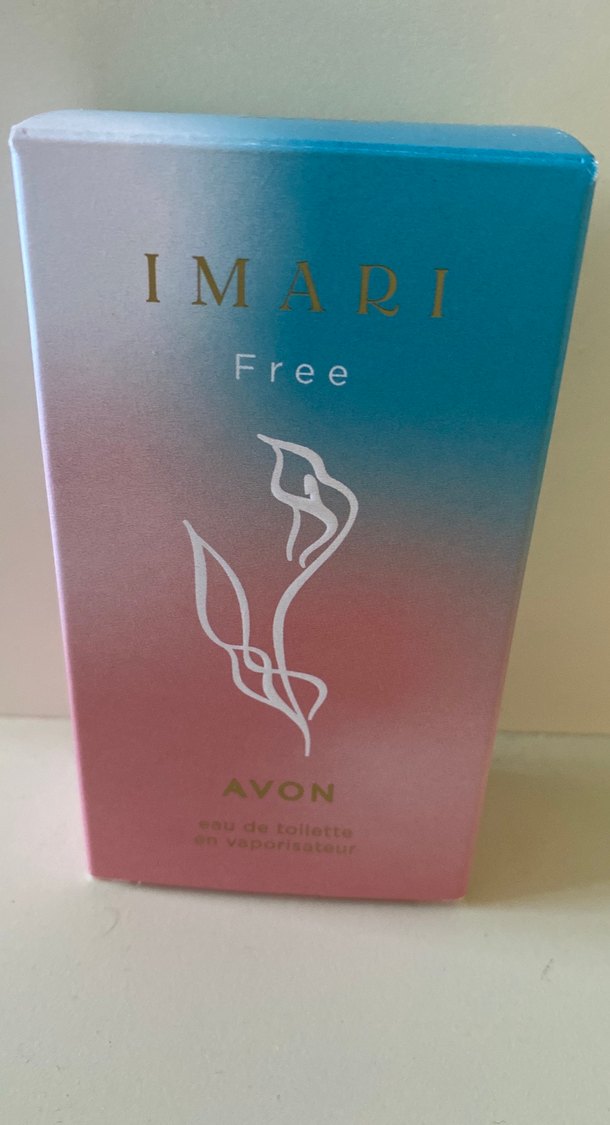 IMARI
Free
AVON
eau de toilette
en vaporisateur